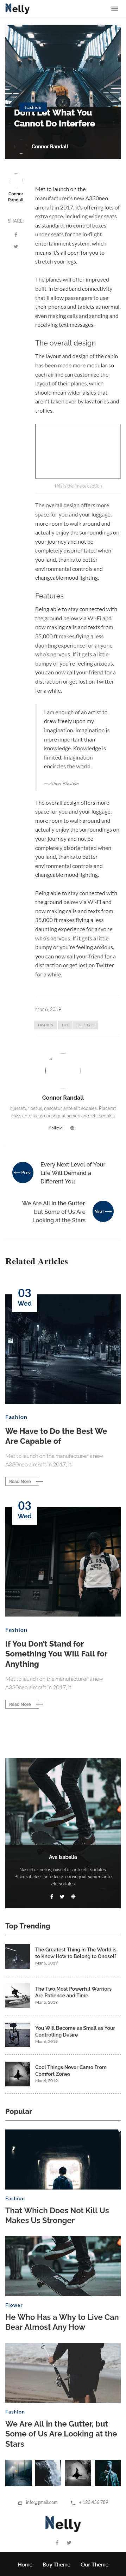 Nelly
Fashion
Don't Let What You
Cannot Do Interfere
Connor Randall
Connor
Randall
SHARE:
Met to launch on the
manufacturer's new A330neo
aircraft in 2017, it's offering lots of
extra space, including wider seats
as standard, no control boxes
under seats for the in-flight
entertainment system, which
means it's all open for you to
stretch your legs.
The planes will offer improved
built-in broadband connectivity
that'll allow passengers to use
their phones and tablets as normal,
like making calls and sending and
receiving text messages.
The overall design
The layout and design of the cabin
has been made more modular so
each airline can customize the
layout of their planes, which
should mean wider aisles that
aren't taken over by lavatories and
trollies.
This is the image caption
The overall design offers more
space for you and your luggage,
more room to walk around, and
actually enjoy the surroundings on
your journey and not be
completely disorientated when
you land, thanks to better
environmental controls and
changeable mood lighting.
Features
Being able to stay connected with
the ground below via Wi-Fi and
now making calls and texts from
35,000 ft makes flying a less
daunting experience for anyone
who's nervous. If it gets a little
bumpy or you're feeling anxious,
you can now call your friend for a
distraction or get lost on Twitter
for a while.
I am enough of an artist to
draw freely upon my
imagination, Imagination is
more important than
knowledge. Knowledge is
limited. Imagination
encircles the world.
— Albert Einstein
The overall design offers more
space for you and your luggage,
more room to walk around, and
actually enjoy the surroundings on
your journey and not be
completely disorientated when
you land, thanks to better
environmental controls and
changeable mood lighting.
Being able to stay connected with
the ground below via Wi-Fi and
now making calls and texts from
35,000 ft makes flying a less
daunting experience for anyone
who's nervous. If it gets a little
bumpy or you're feeling anxious,
you can now call your friend for a
distraction or get lost on Twitter
for a while.
Mar 6, 2019
FASHION LIFE LIFESTYLE
Connor Randall
Nascetur netus, nascetur ante elit sodales. Placerat
class ante lacus consequat sapien ante elit sodales
Follow:
Prev
Every Next Level of Your
Life Will Demand a
Different You
We Are All in the Gutter,
but Some of Us Are
Looking at the Stars
Next
Related Articles
03
Wed
Fashion
We Have to Do the Best We
Are Capable of
Met to launch on the manufacturer's new
A330neo aircraft in 2017, it'
Read More
03
Wed
Fashion
If You Don't Stand for
Something You Will Fall for
Anything
Met to launch on the manufacturer's new
A330neo aircraft in 2017, it'
Read More
Ava Isabella
Nascetur netus, nascetur ante elit sodales.
Placerat class ante lacus consequat sapien ante
elit sodales
Top Trending
The Greatest Thing in The World is
to Know How to Belong to Oneself
Mar 6, 2019
The Two Most Powerful Warriors
Are Patience and Time
Mar 6, 2019
You Will Become as Small as Your
Controlling Desire
Mar 6, 2019
Cool Things Never Came From
Comfort Zones
Mar 6, 2019
Popular
Fashion
That Which Does Not Kill Us
Makes Us Stronger
Flower
He Who Has a Why to Live Can
Bear Almost Any How
Fashion
We Are All in the Gutter, but
Some of Us Are Looking at the
Stars
info@gmail.com + 123 456 789
Nelly
Home Buy Theme Our Theme